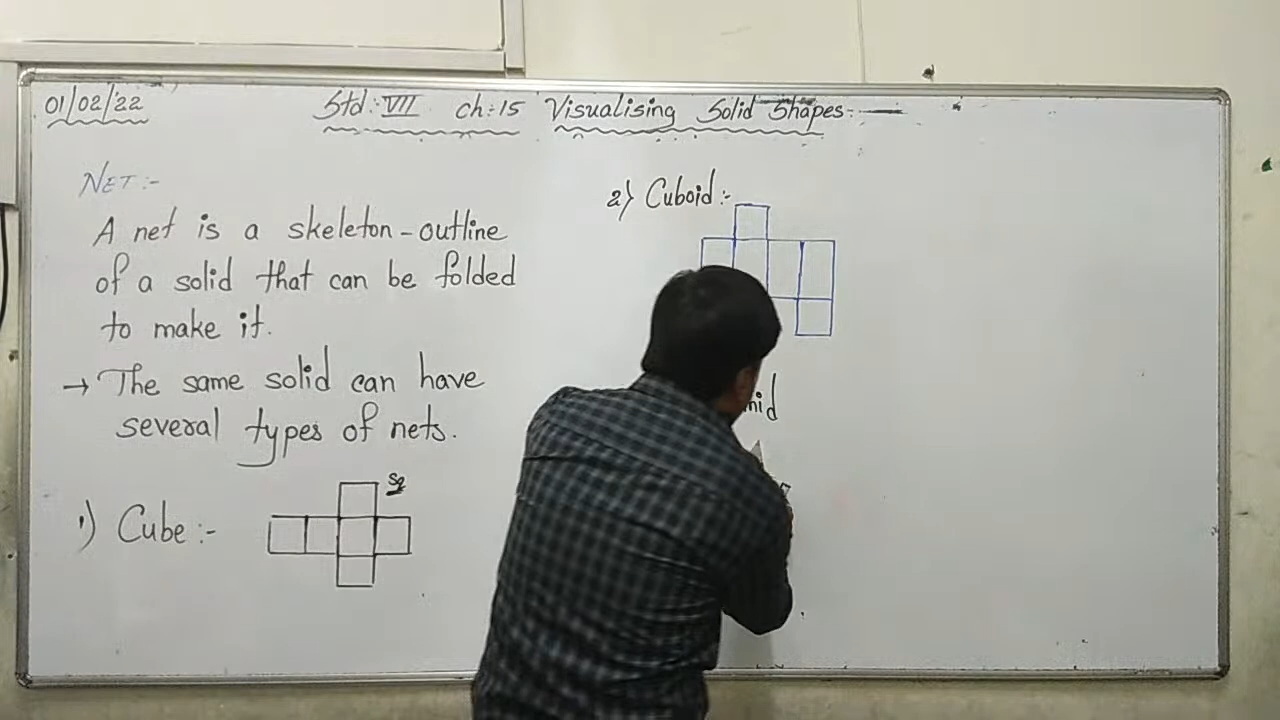 01/02/22
Std:- VII ch:15 Visualising Solid Shapes:-
NET:-
A net is a skeleton-outline
of a solid that can be folded
to make it.
→ The same solid can have
several types of nets.
1) Cube:-
Sq
2) Cuboid:-